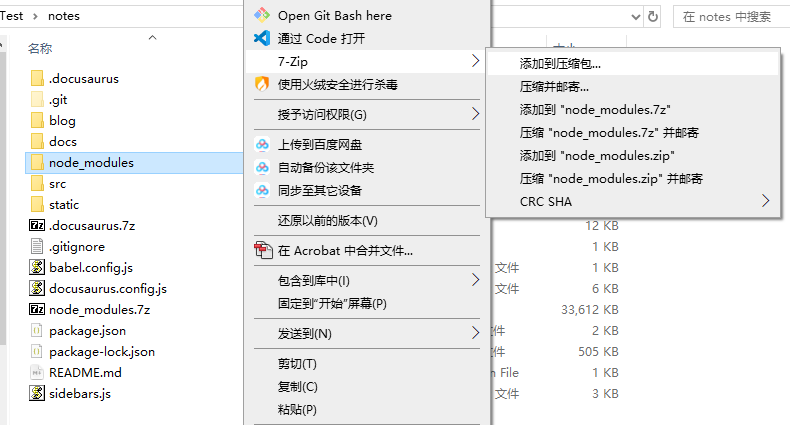 Test › notes
在 notes 中搜索
名称
.docusaurus
.git
blog
docs
node_modules
src
static
.docusaurus.7z
.gitignore
babel.config.js
docusaurus.config.js
node_modules.7z
package.json
package-lock.json
README.md
sidebars.js
Open Git Bash here
通过 Code 打开
7-Zip
使用火绒安全进行杀毒
授予访问权限(G)
上传到百度网盘
自动备份该文件夹
同步至其它设备
还原以前的版本(V)
在 Acrobat 中合并文件...
包含到库中(I)
固定到"开始"屏幕(P)
发送到(N)
剪切(T)
复制(C)
粘贴(P)
添加到压缩包...
压缩并邮寄...
添加到 "node_modules.7z"
压缩 "node_modules.7z" 并邮寄
添加到 "node_modules.zip"
压缩 "node_modules.zip" 并邮寄
CRC SHA
12 KB
1 KB
文件 1 KB
文件 6 KB
33,612 KB
件 2 KB
件 505 KB
n File 1 KB
文件 3 KB